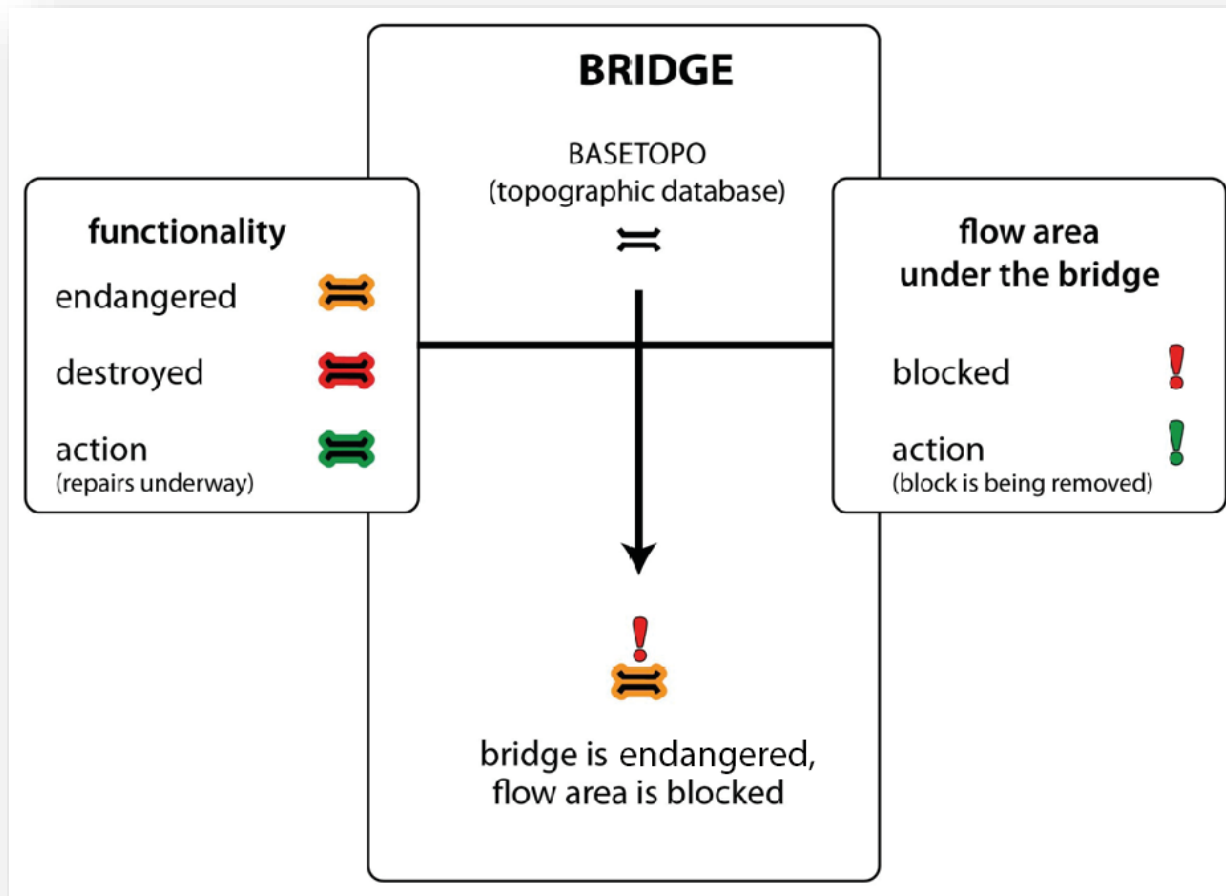 BRIDGE
BASETOPO
(topographic database)
functionality
endangered
destroyed
action
(repairs underway)
flow area
under the bridge
blocked
action
(block is being removed)
bridge is endangered,
flow area is blocked